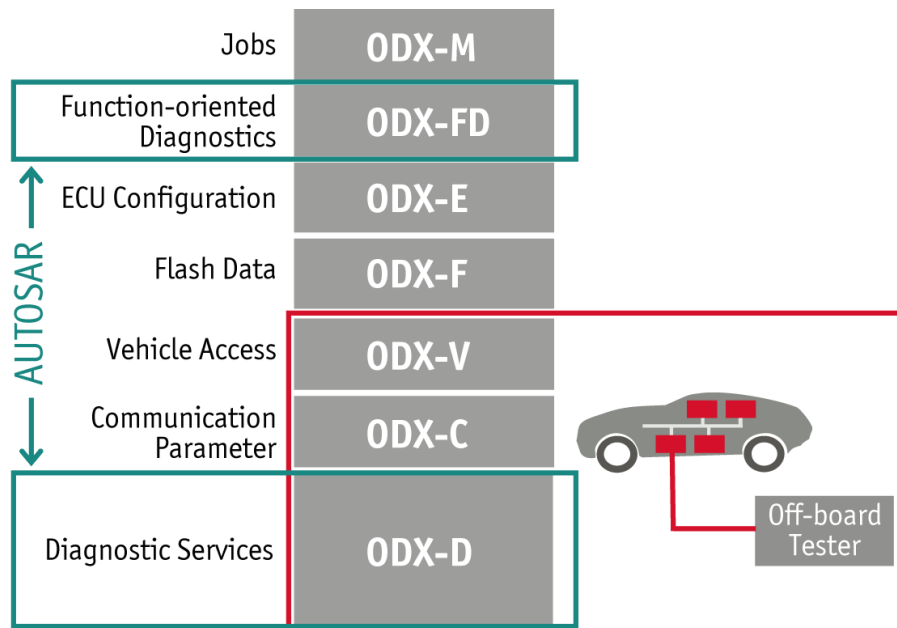 Jobs
ODX-M
Function-oriented
Diagnostics
ODX-FD
ECU Configuration
ODX-E
Flash Data
ODX-F
Vehicle Access
ODX-V
Communication
Parameter
ODX-C
Diagnostic Services
ODX-D
AUTOSAR
Off-board
Tester